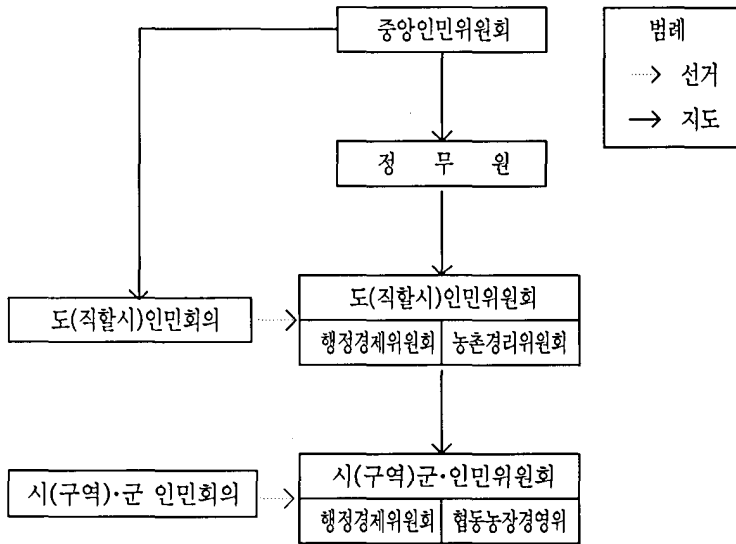 중앙인민위원회
범례
선거
지도
정 무 원
도(직할시)인민회의
도(직할시)인민위원회
행정경제위원회 농촌경리위원회
시(구역)·군 인민회의
시(구역)군·인민위원회
행정경제위원회 협동농장경영위